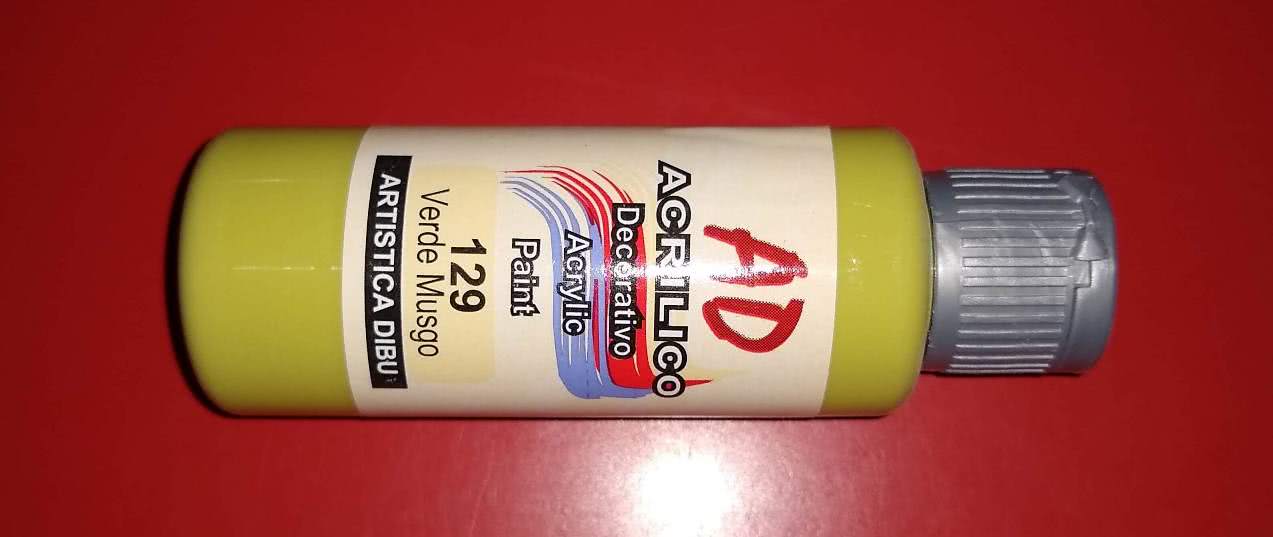 AD
ACRILICO
Decorativo
Acrylic
Paint
129
Verde Musgo
ARTISTICA DIBU